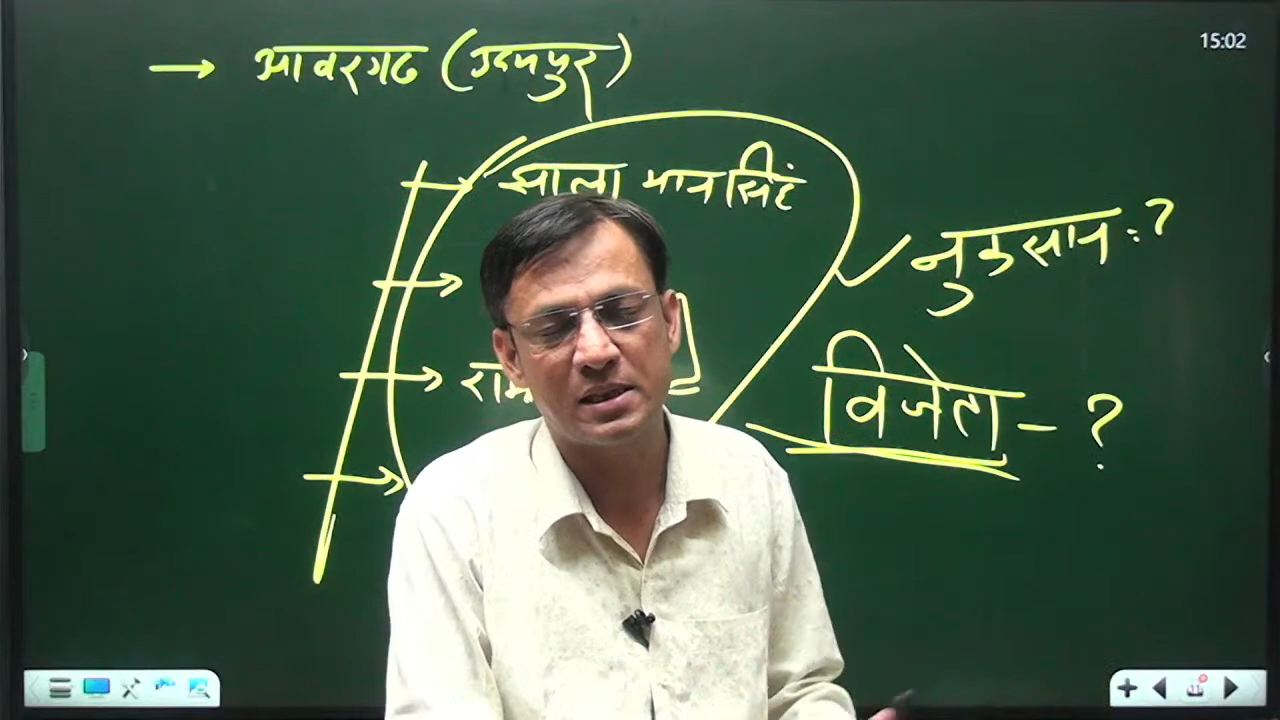 15:02
→ आवरगढ (उदयपुर)
झाला मानसिंह
नुकसान :?
राम
विजेता – ?